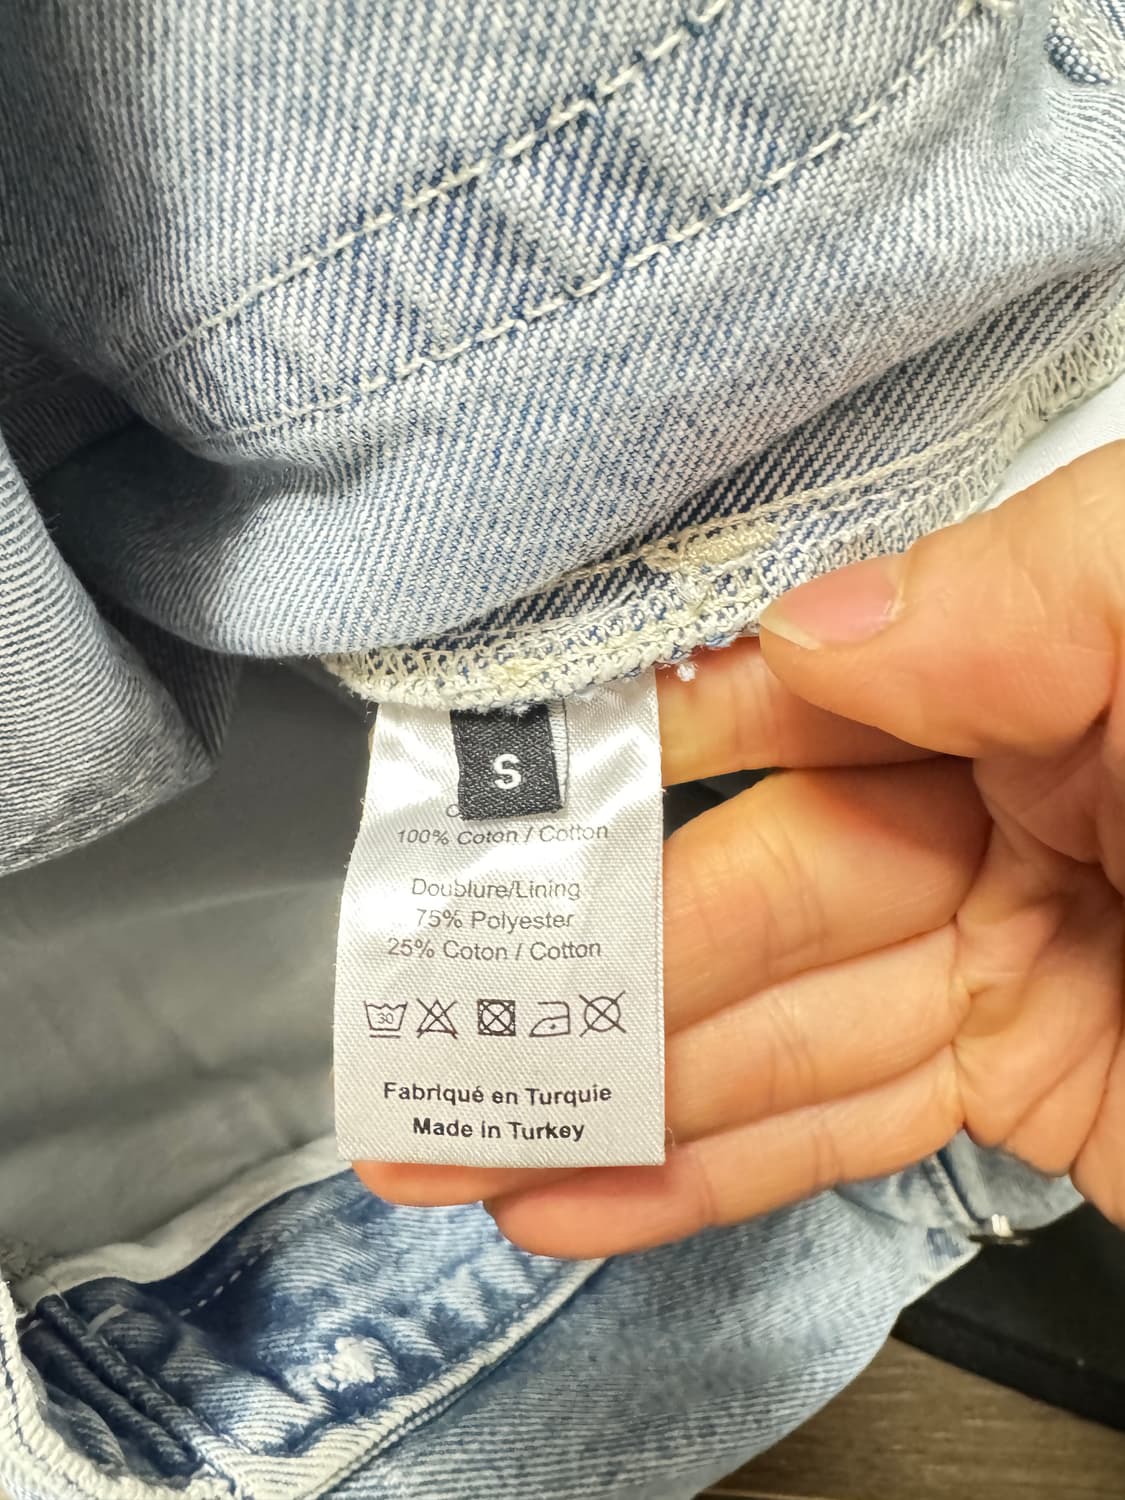 S
100% Coton / Cotton
Doublure/Lining
75% Polyester
25% Coton / Cotton
30
Fabriqué en Turquie
Made in Turkey